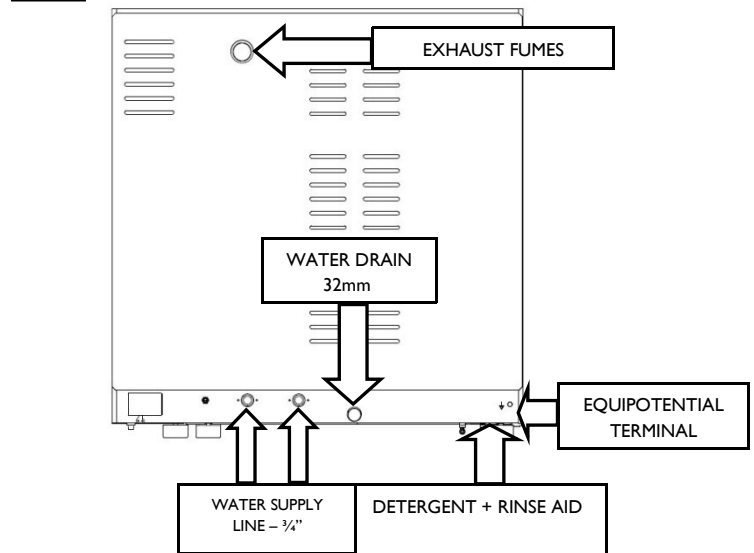 EXHAUST FUMES
WATER DRAIN
32mm
EQUIPOTENTIAL
TERMINAL
WATER SUPPLY
LINE – ¾”
DETERGENT + RINSE AID